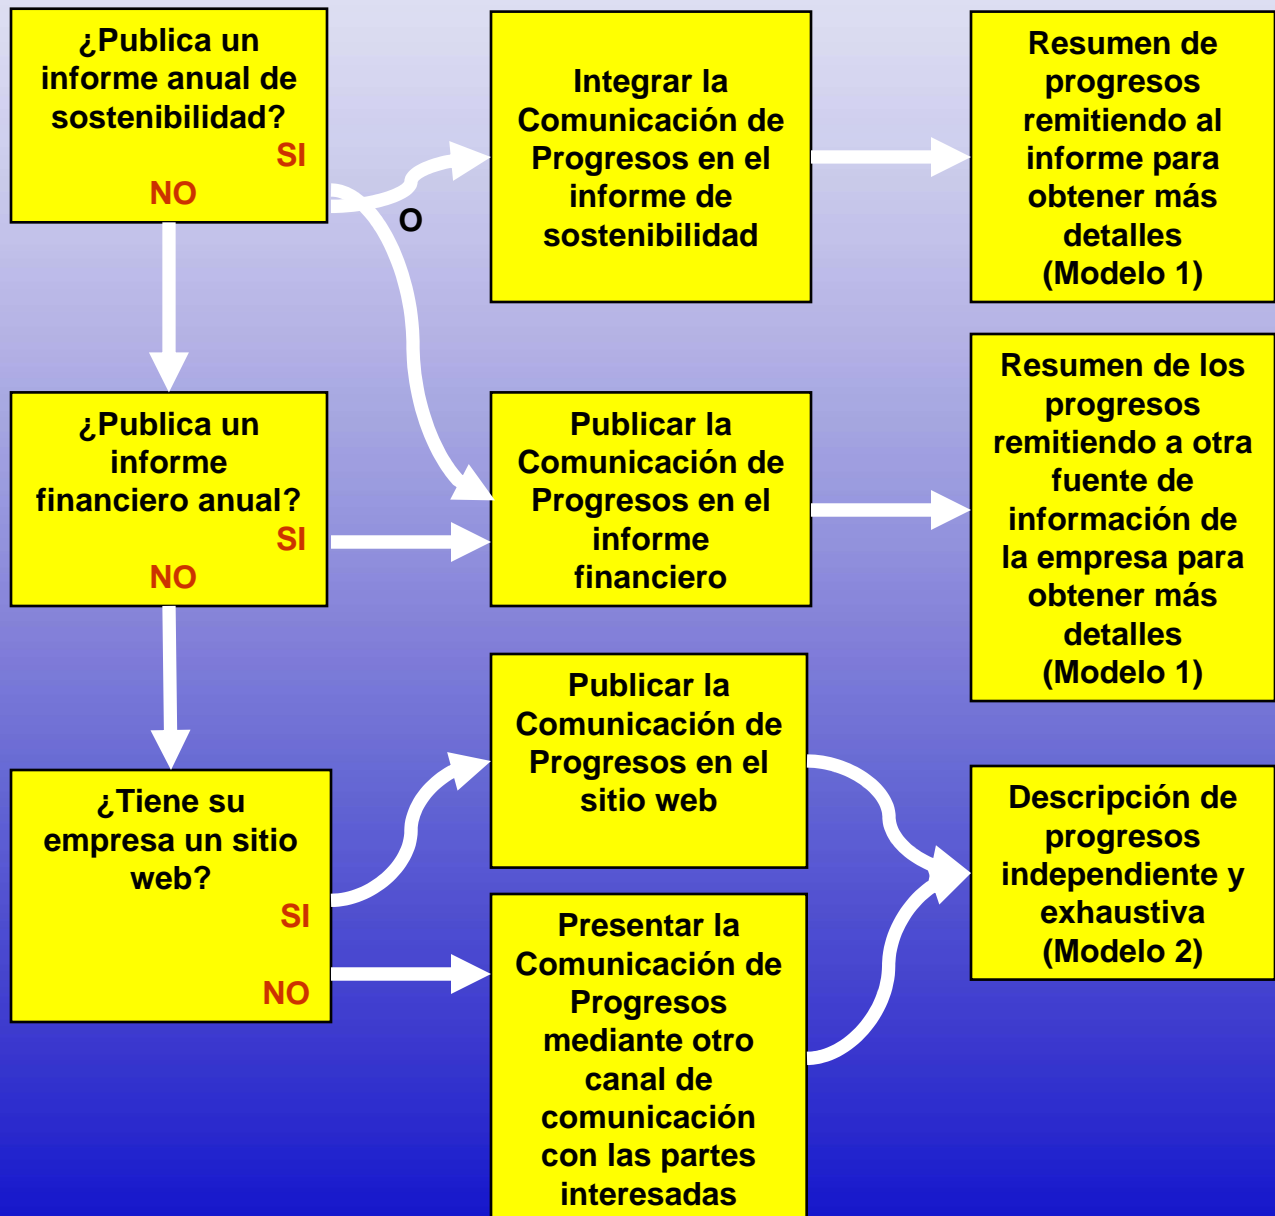 ¿Publica un
informe anual de
sostenibilidad?
SI
NO
O
Integrar la
Comunicación de
Progresos en el
informe de
sostenibilidad
Resumen de
progresos
remitiendo al
informe para
obtener más
detalles
(Modelo 1)
¿Publica un
informe
financiero anual?
SI
NO
Publicar la
Comunicación de
Progresos en el
informe
financiero
Resumen de los
progresos
remitiendo a otra
fuente de
información de
la empresa para
obtener más
detalles
(Modelo 1)
¿Tiene su
empresa un sitio
web?
SI
NO
Publicar la
Comunicación de
Progresos en el
sitio web
Presentar la
Comunicación de
Progresos
mediante otro
canal de
comunicación
con las partes
interesadas
Descripción de
progresos
independiente y
exhaustiva
(Modelo 2)